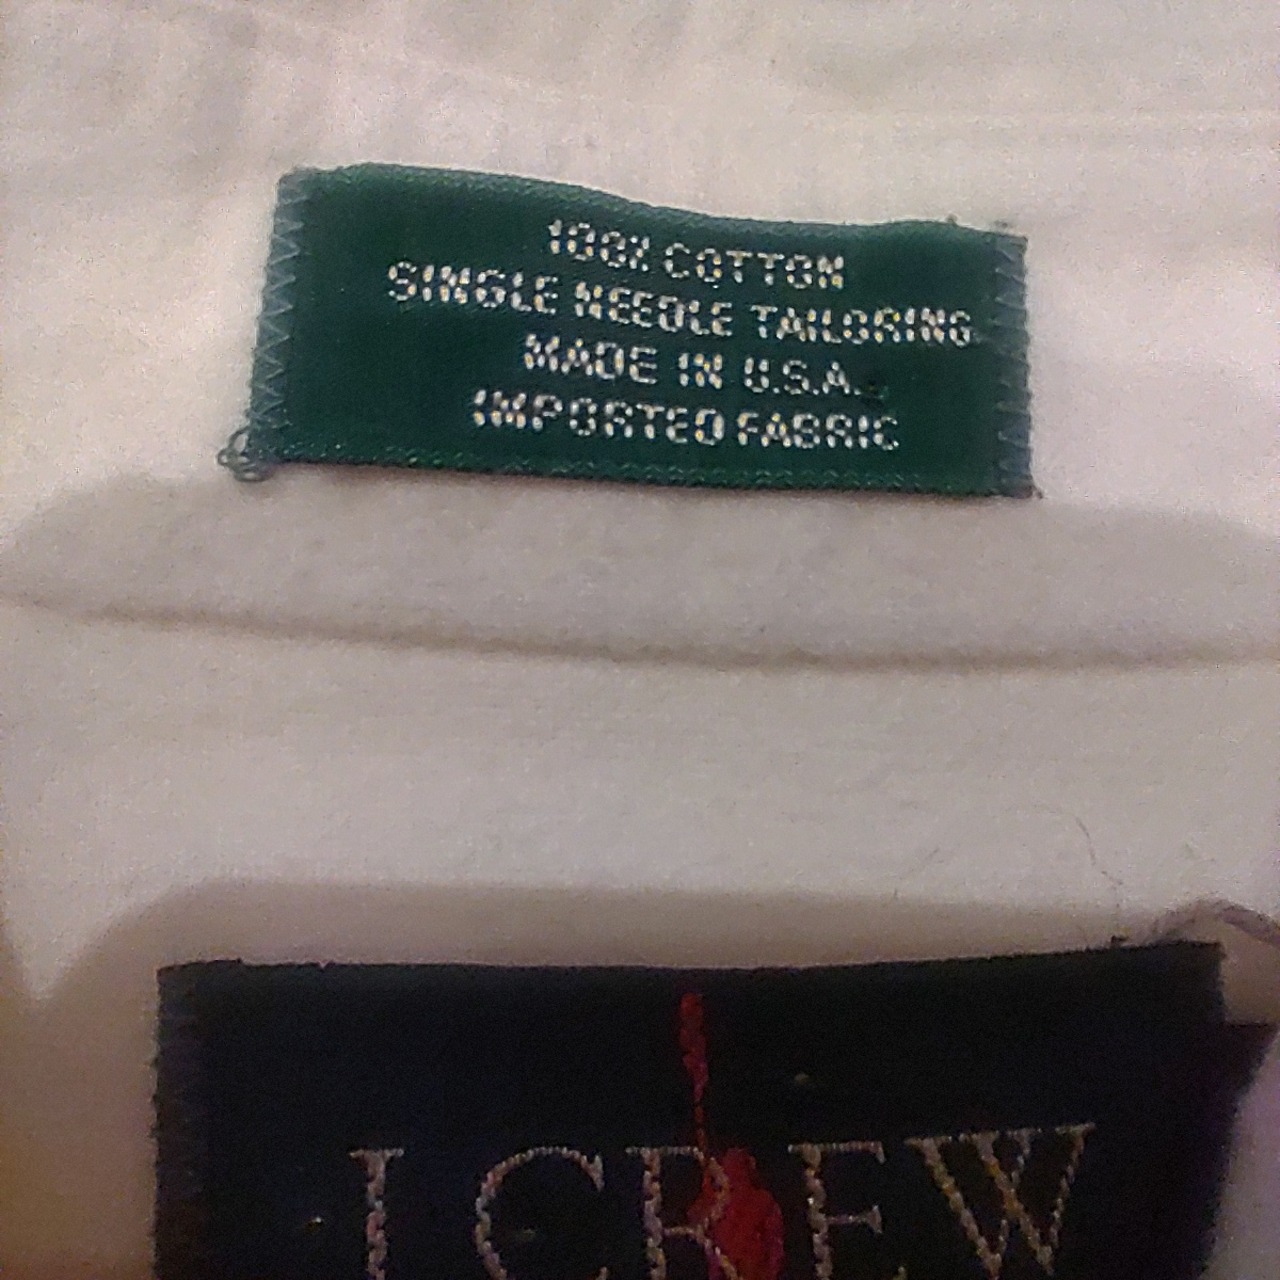 100% COTTON
SINGLE NEEDLE TAILORING
MADE IN U.S.A.
IMPORTED FABRIC
J CREW